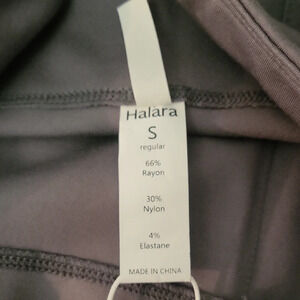 Halara
S
regular
66%
Rayon
30%
Nylon
4%
Elastane
MADE IN CHINA